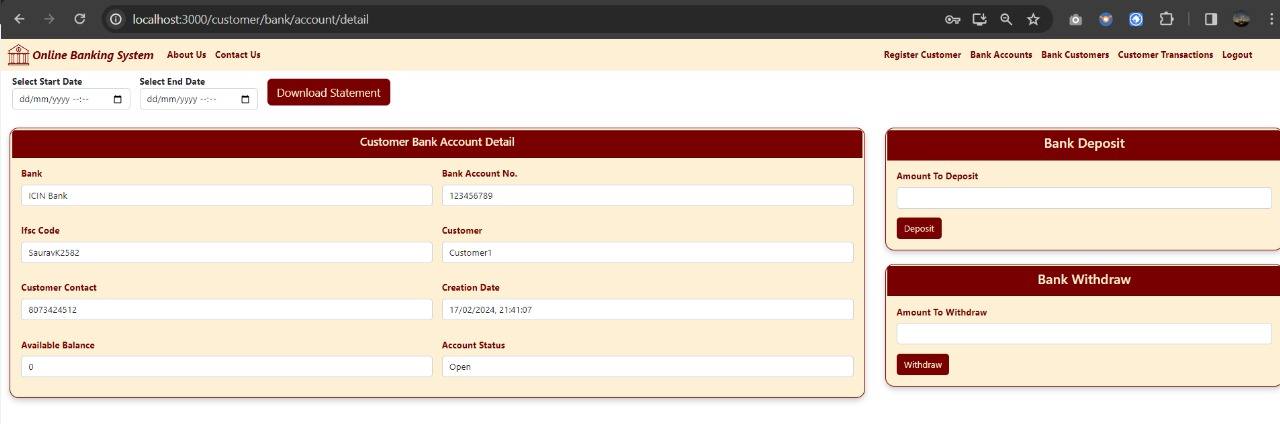 localhost:3000/customer/bank/account/detail
Online Banking System About Us Contact Us Register Customer Bank Accounts Bank Customers Customer Transactions Logout
Select Start Date Select End Date
dd/mm/yyyy --:-- dd/mm/yyyy --:-- Download Statement
Customer Bank Account Detail
Bank Bank Account No.
ICIN Bank 123456789
Ifsc Code Customer
SauravK2582 Customer1
Customer Contact Creation Date
8073424512 17/02/2024, 21:41:07
Available Balance Account Status
0 Open
Bank Deposit
Amount To Deposit
Deposit
Bank Withdraw
Amount To Withdraw
Withdraw